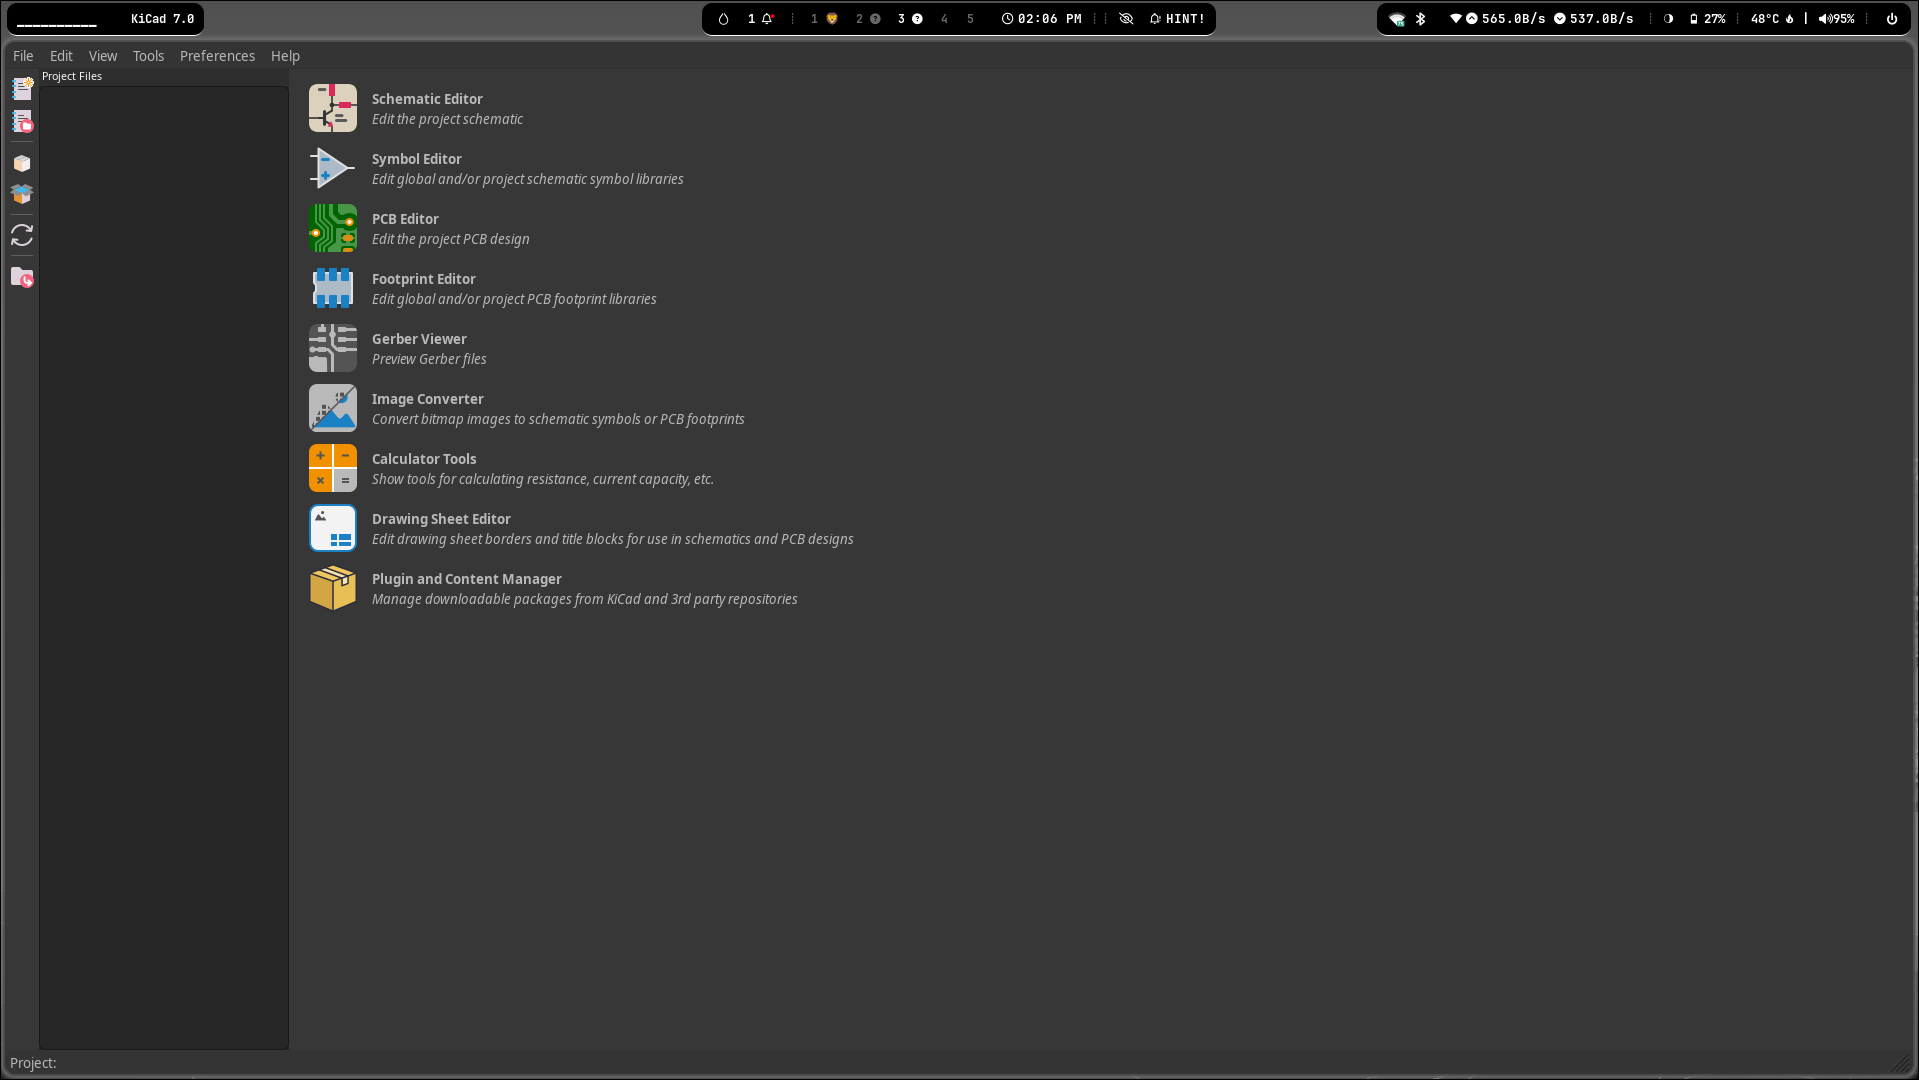 __________ KiCad 7.0
1 1 2 3 4 5 02:06 PM HINT!
565.0B/s 537.0B/s 27% 48°C 95%
File Edit View Tools Preferences Help
Project Files
Schematic Editor
Edit the project schematic
Symbol Editor
Edit global and/or project schematic symbol libraries
PCB Editor
Edit the project PCB design
Footprint Editor
Edit global and/or project PCB footprint libraries
Gerber Viewer
Preview Gerber files
Image Converter
Convert bitmap images to schematic symbols or PCB footprints
Calculator Tools
Show tools for calculating resistance, current capacity, etc.
Drawing Sheet Editor
Edit drawing sheet borders and title blocks for use in schematics and PCB designs
Plugin and Content Manager
Manage downloadable packages from KiCad and 3rd party repositories
Project: